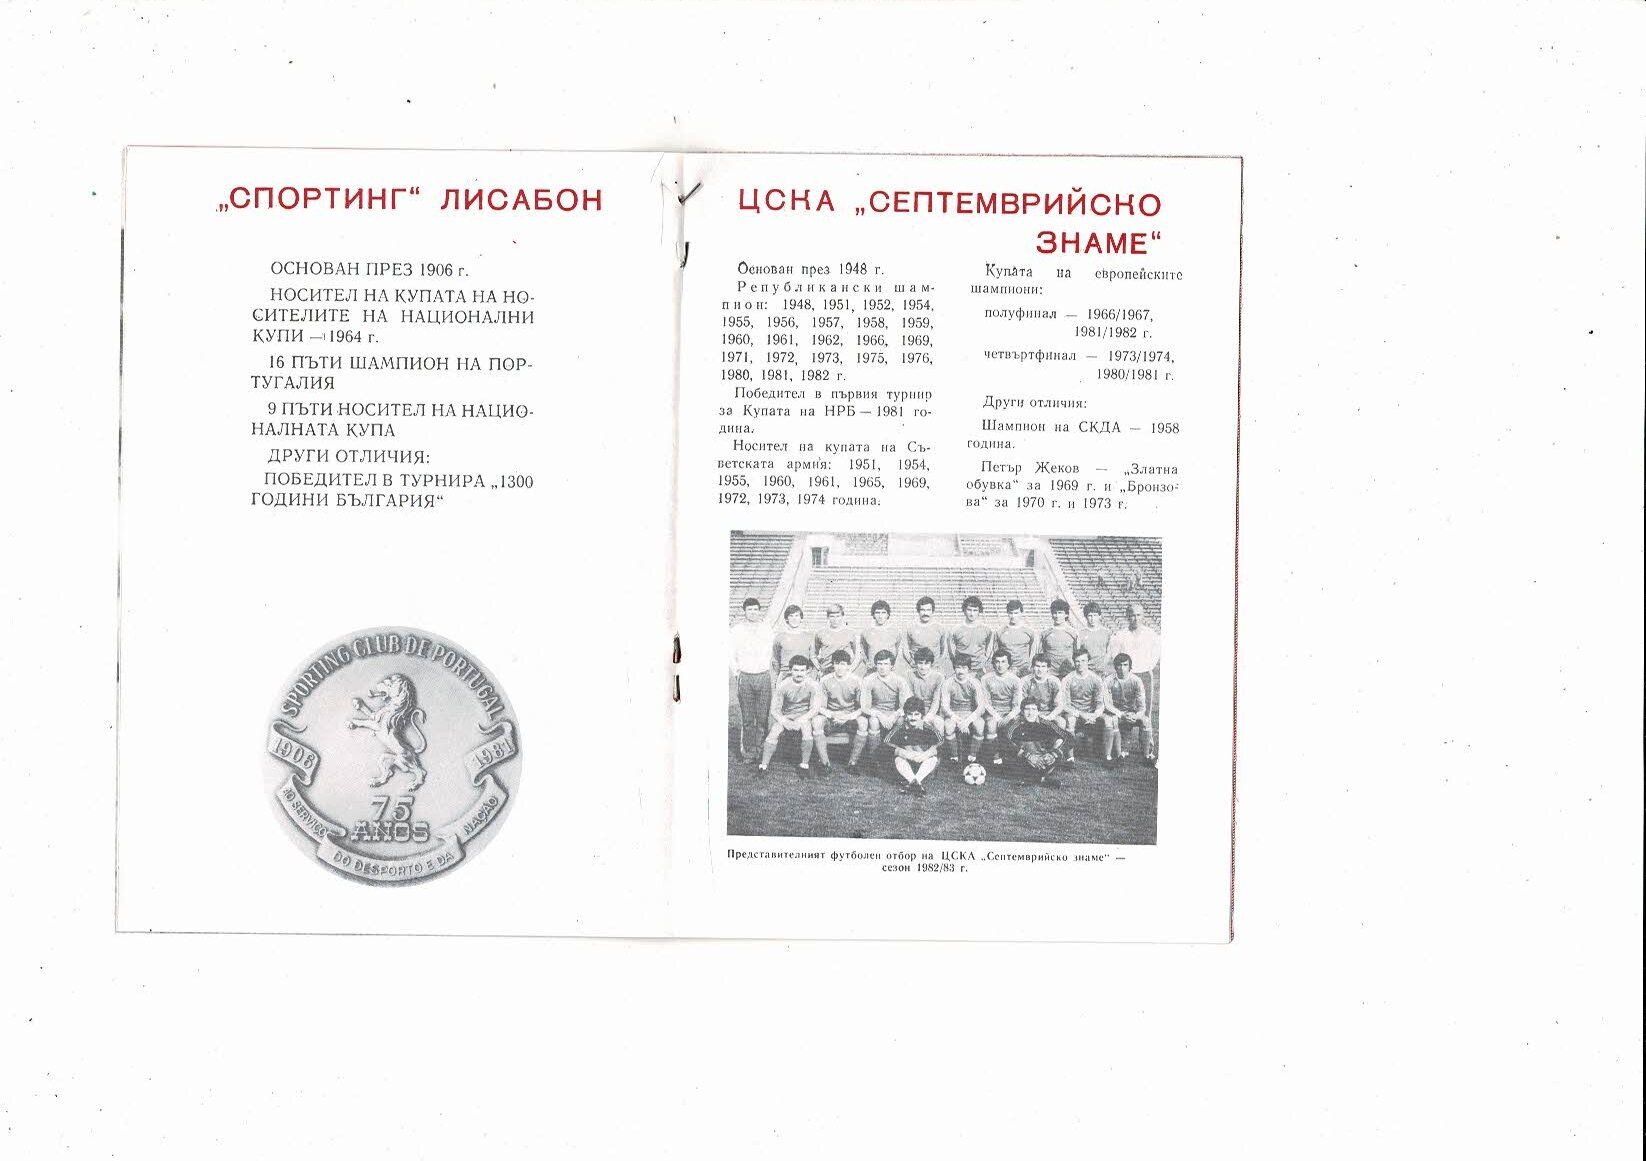 „СПОРТИНГ“ ЛИСАБОН
ОСНОВАН ПРЕЗ 1906 г.
НОСИТЕЛ НА КУПАТА НА НО-
СИТЕЛИТЕ НА НАЦИОНАЛНИ
КУПИ — 1964 г.
16 ПЪТИ ШАМПИОН НА ПОР-
ТУГАЛИЯ
9 ПЪТИ НОСИТЕЛ НА НАЦИО-
НАЛНАТА КУПА
ДРУГИ ОТЛИЧИЯ:
ПОБЕДИТЕЛ В ТУРНИРА „1300
ГОДИНИ БЪЛГАРИЯ“
SPORTING CLUB DE PORTUGAL
1906
1981
75
ANOS
AO SERVIÇO
DO DESPORTO E DA
NAÇÃO
ЦСКА „СЕПТЕМВРИЙСКО
ЗНАМЕ“
Основан през 1948 г.
Републикански шам-
пион: 1948, 1951, 1952, 1954,
1955, 1956, 1957, 1958, 1959,
1960, 1961, 1962, 1966, 1969,
1971, 1972, 1973, 1975, 1976,
1980, 1981, 1982 г.
Победител в първия турнир
за Купата на НРБ — 1981 го-
дина.
Носител на купата на Съ-
ветската армия: 1951, 1954,
1955, 1960, 1961, 1965, 1969,
1972, 1973, 1974 година.
Купата на европейските
шампиони:
полуфинал — 1966/1967,
1981/1982 г.
четвъртфинал — 1973/1974,
1980/1981 г.
Други отличия:
Шампион на СКДА — 1958
година.
Петър Жеков — „Златна
обувка“ за 1969 г. и „Бронзо-
ва“ за 1970 г. и 1973 г.
Представителният футболен отбор на ЦСКА „Септемврийско знаме“ —
сезон 1982/83 г.